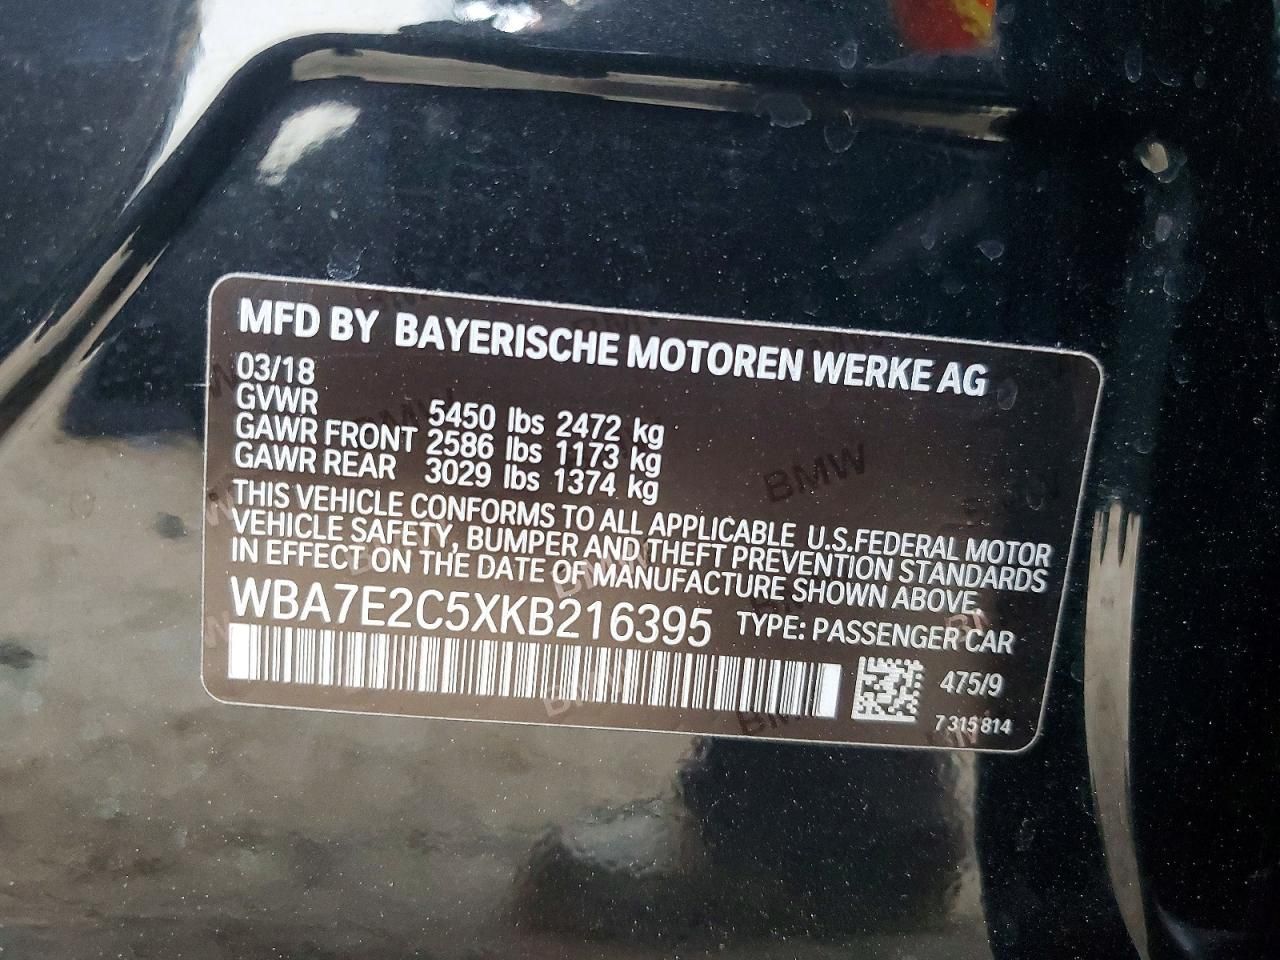 MFD BY BAYERISCHE MOTOREN WERKE AG
03/18
GVWR 5450 lbs 2472 kg
GAWR FRONT 2586 lbs 1173 kg
GAWR REAR 3029 lbs 1374 kg
THIS VEHICLE CONFORMS TO ALL APPLICABLE U.S.FEDERAL MOTOR
VEHICLE SAFETY, BUMPER AND THEFT PREVENTION STANDARDS
IN EFFECT ON THE DATE OF MANUFACTURE SHOWN ABOVE.
WBA7E2C5XKB216395 TYPE: PASSENGER CAR
475/9
7 315 814